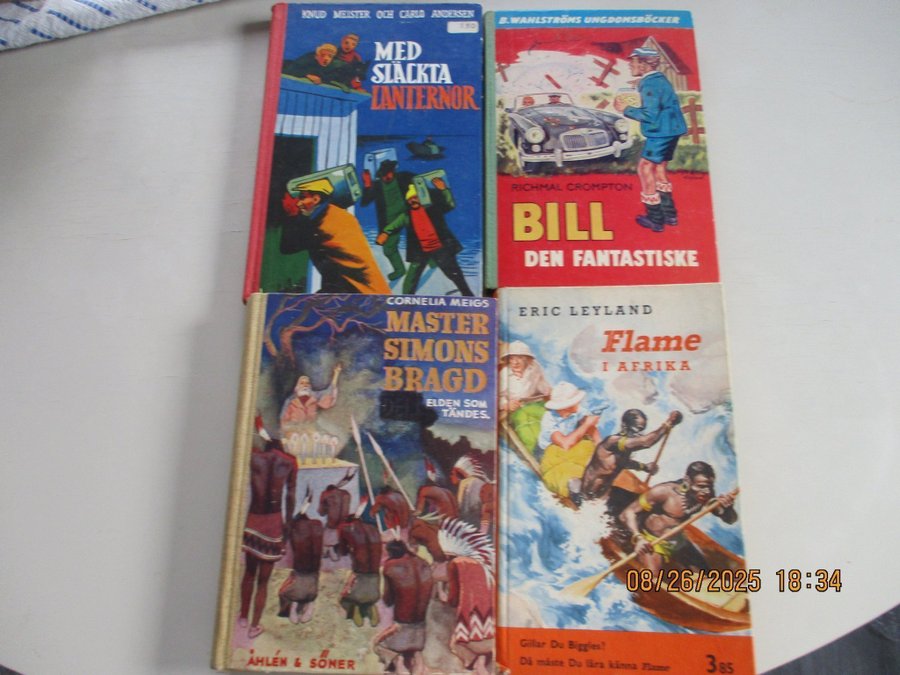 KNUD MEISTER OCH CARLO ANDERSEN
MED
SLÄCKTA
LANTERNOR
B. WAHLSTRÖMS UNGDOMSBÖCKER
RICHMAL CROMPTON
BILL
DEN FANTASTISKE
CORNELIA MEIGS
MASTER
SIMONS
BRAGD
ELDEN SOM
TÄNDES.
ÅHLÉN & SÖNER
ERIC LEYLAND
Flame
I AFRIKA
Gillar Du Biggles?
Då måste Du lära känna Flame
3 85
08/26/2025 18:34